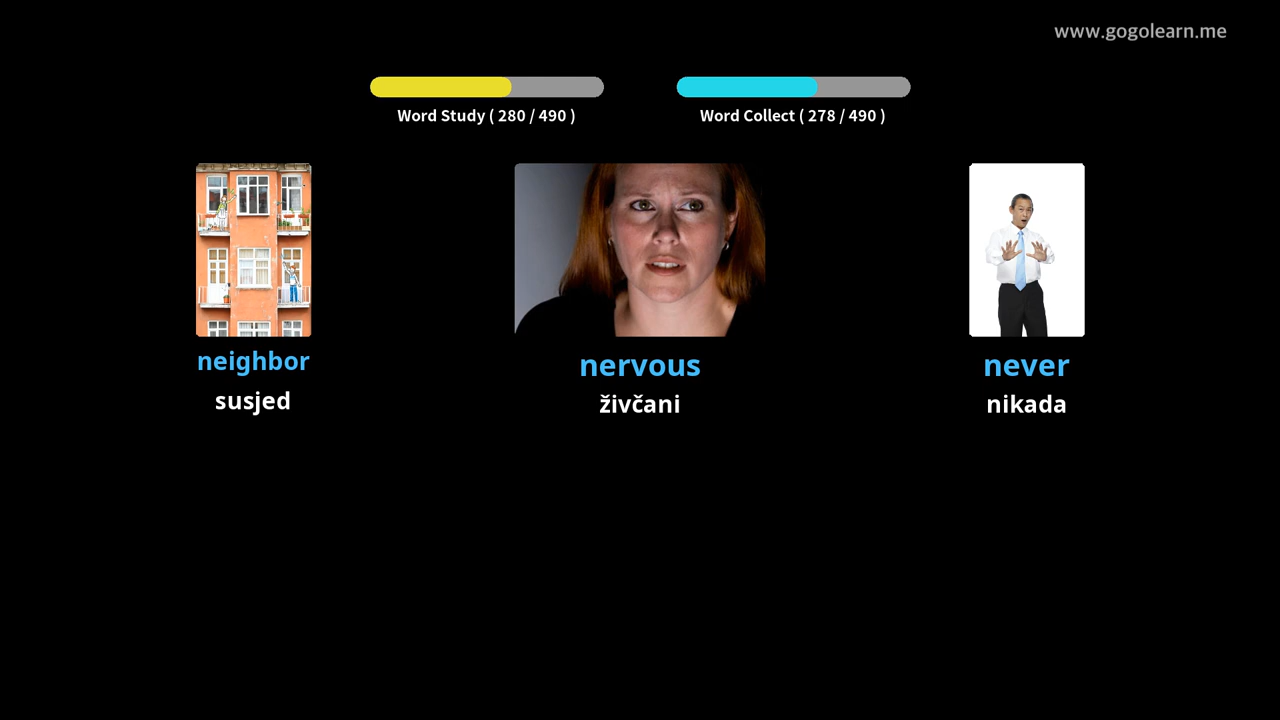 www.gogolearn.me
Word Study ( 280 / 490 )
Word Collect ( 278 / 490 )
neighbor
susjed
nervous
živčani
never
nikada